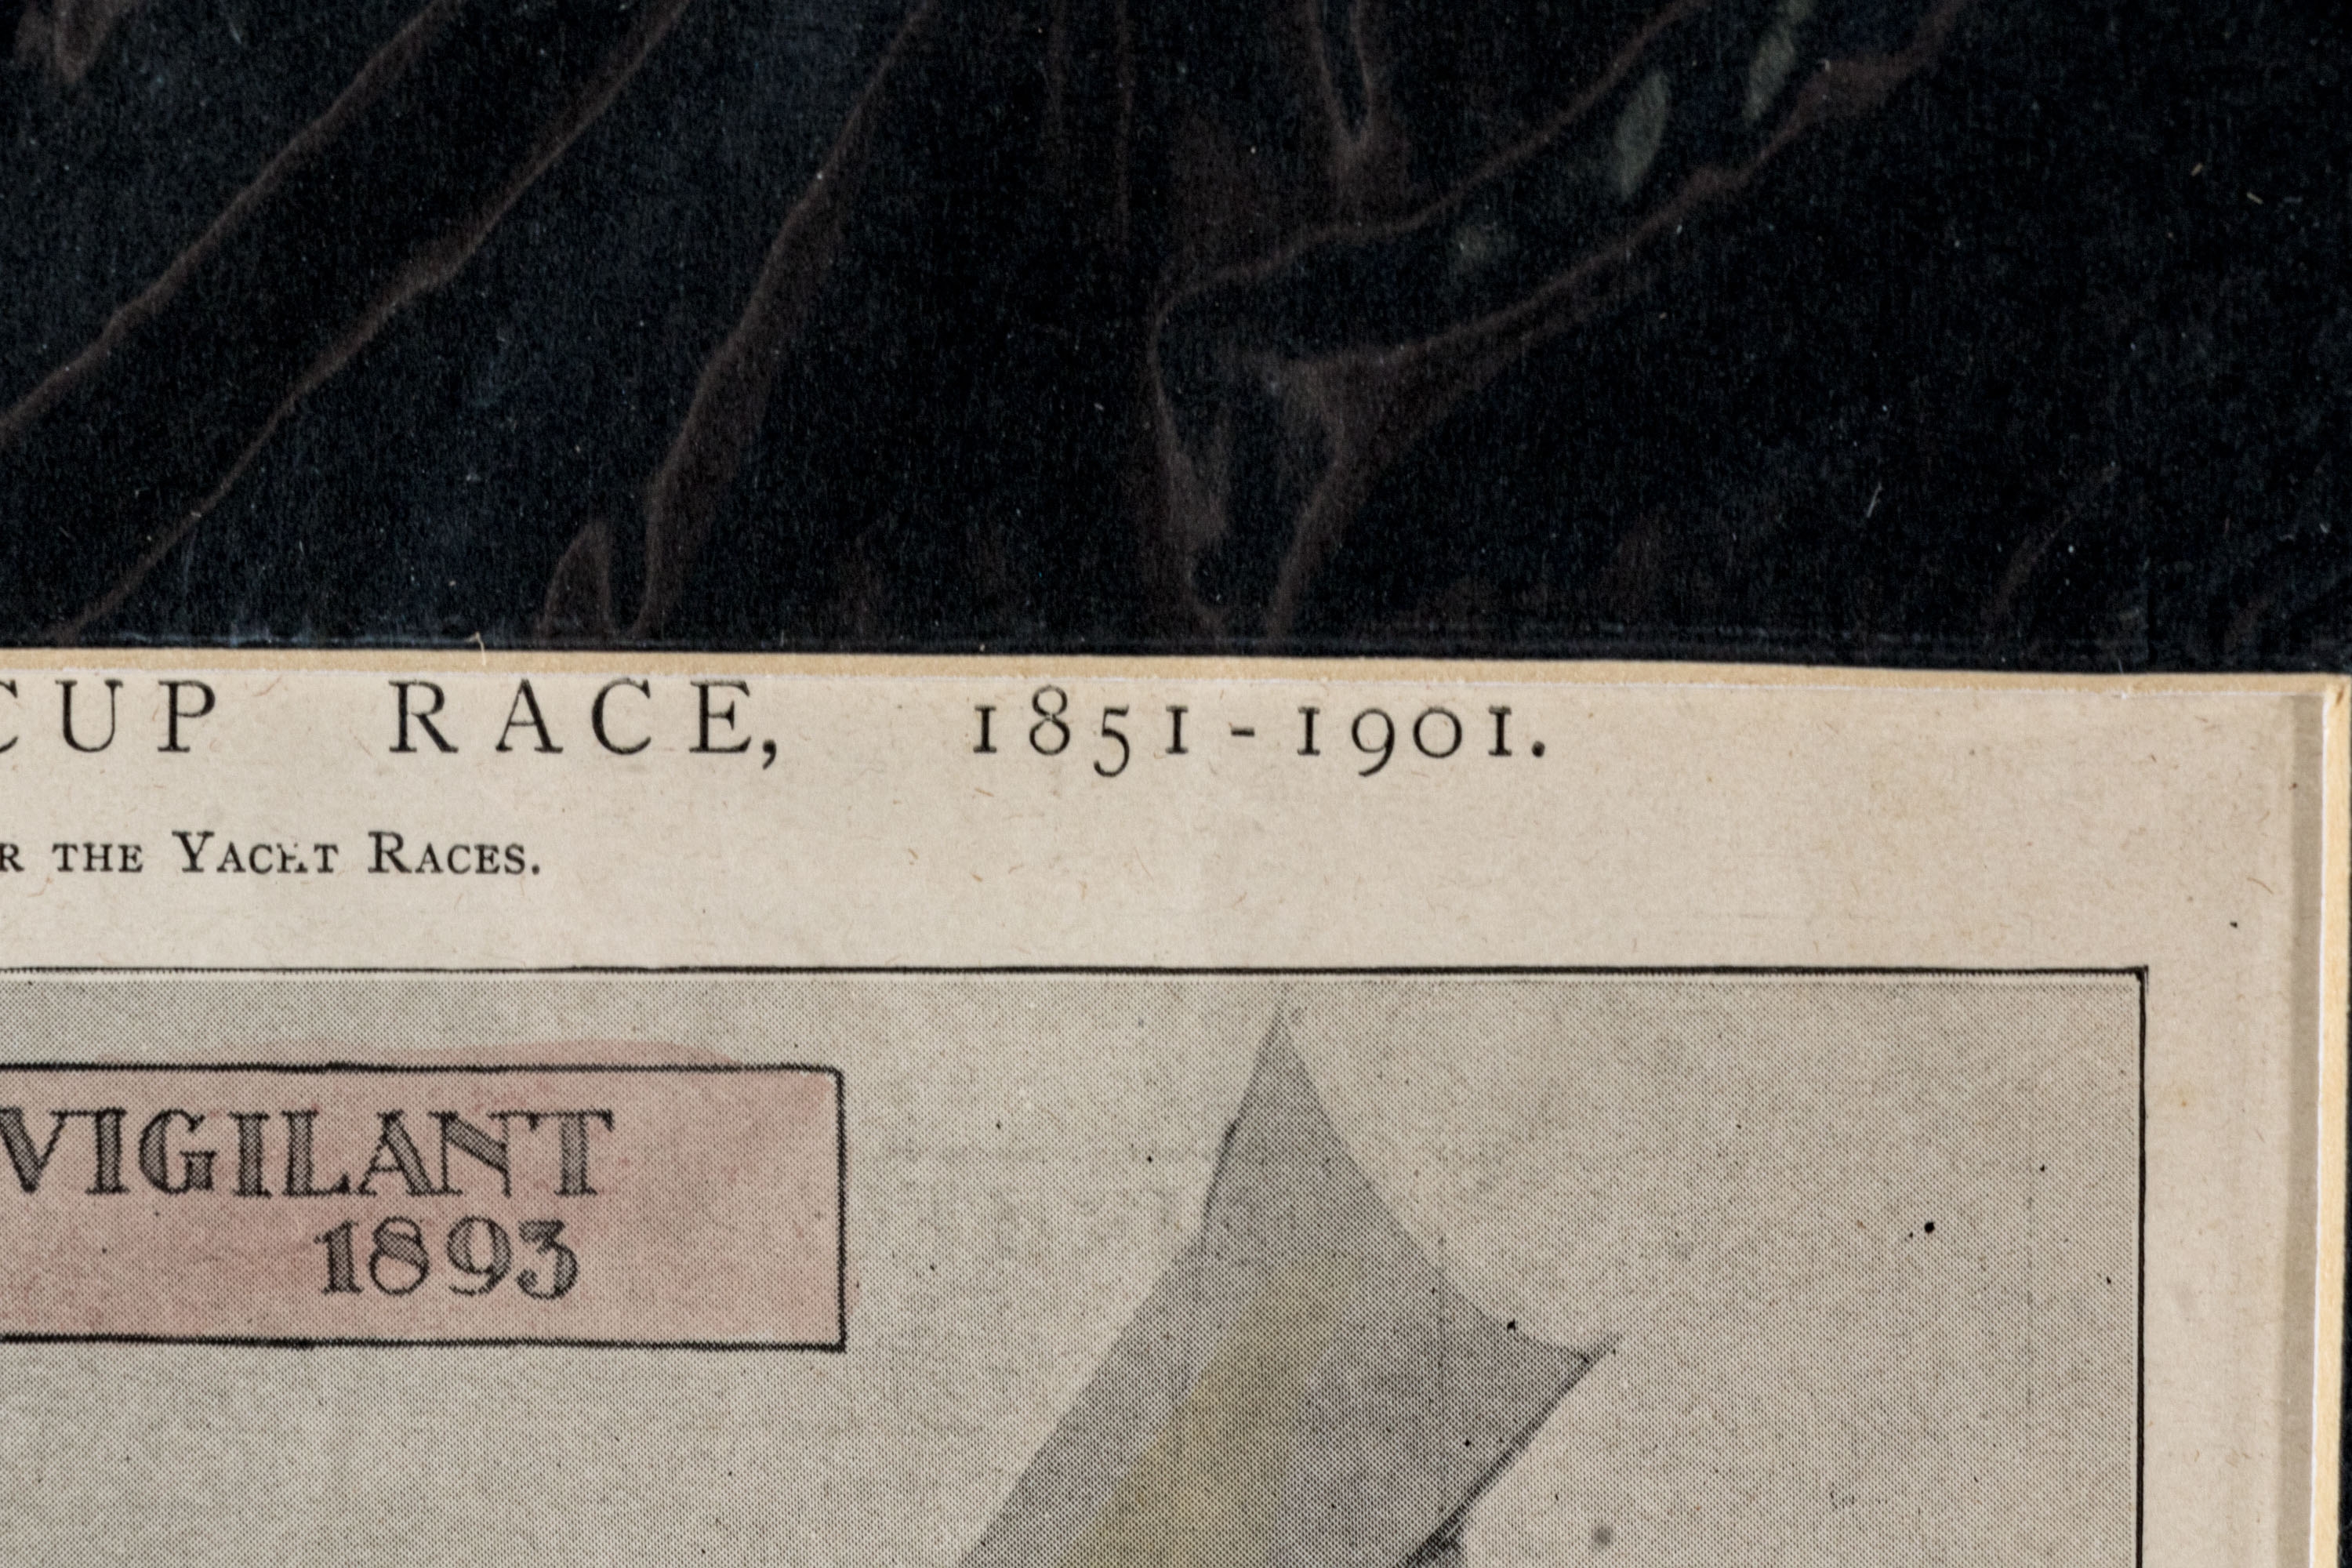 CUP RACE, 1851-1901.
R THE YACHT RACES.
VIGILANT
1893